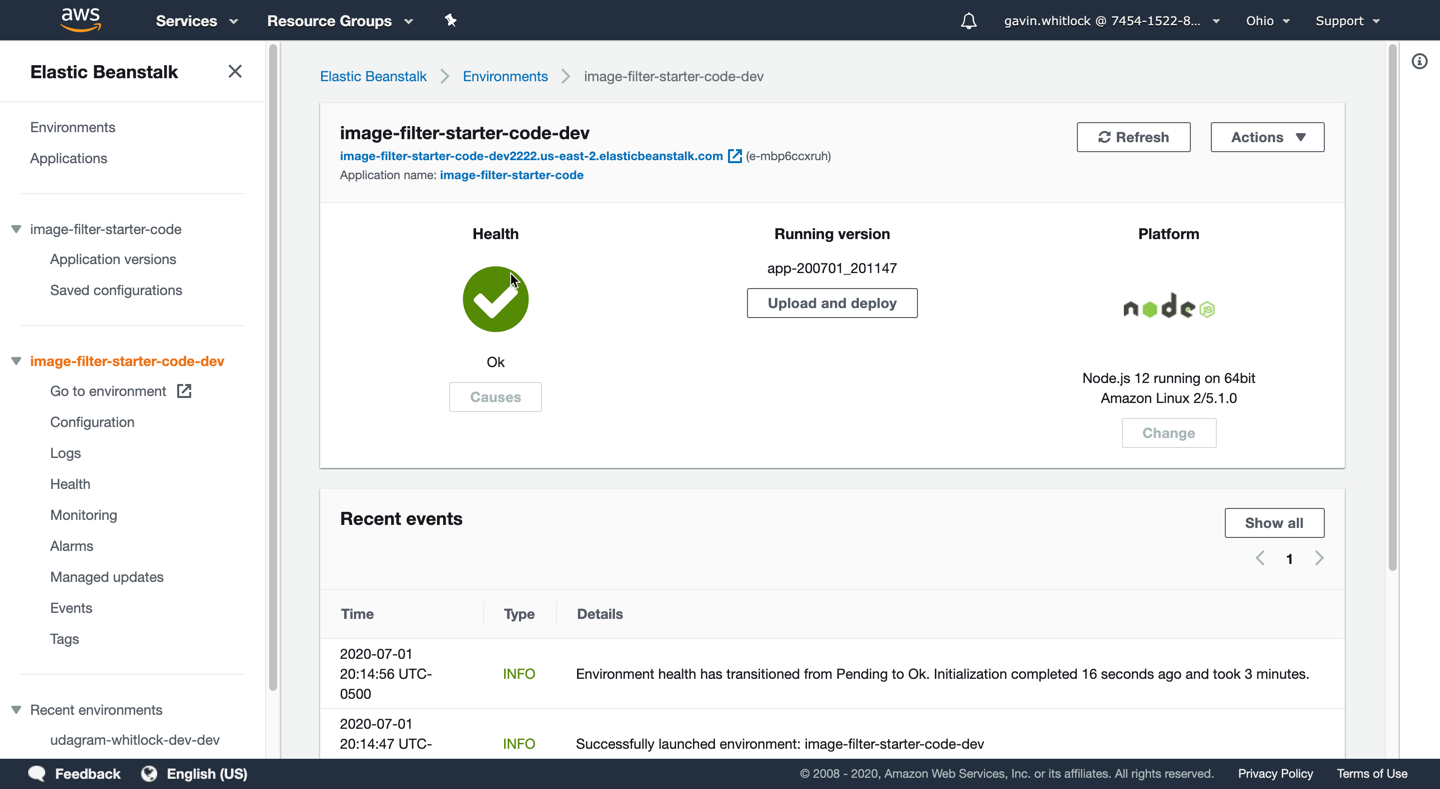 aws
Services
Resource Groups
gavin.whitlock @ 7454-1522-8...
Ohio
Support
Elastic Beanstalk
Environments
Applications
image-filter-starter-code
Application versions
Saved configurations
image-filter-starter-code-dev
Go to environment
Configuration
Logs
Health
Monitoring
Alarms
Managed updates
Events
Tags
Recent environments
udagram-whitlock-dev-dev
Elastic Beanstalk
Environments
image-filter-starter-code-dev
image-filter-starter-code-dev
image-filter-starter-code-dev2222.us-east-2.elasticbeanstalk.com (e-mbp6ccxruh)
Application name: image-filter-starter-code
Refresh
Actions
Health
Ok
Causes
Running version
app-200701_201147
Upload and deploy
Platform
node JS
Node.js 12 running on 64bit
Amazon Linux 2/5.1.0
Change
Recent events
Show all
1
Time
Type
Details
2020-07-01
20:14:56 UTC-
0500
INFO
Environment health has transitioned from Pending to Ok. Initialization completed 16 seconds ago and took 3 minutes.
2020-07-01
20:14:47 UTC-
INFO
Successfully launched environment: image-filter-starter-code-dev
Feedback
English (US)
© 2008 - 2020, Amazon Web Services, Inc. or its affiliates. All rights reserved.
Privacy Policy
Terms of Use